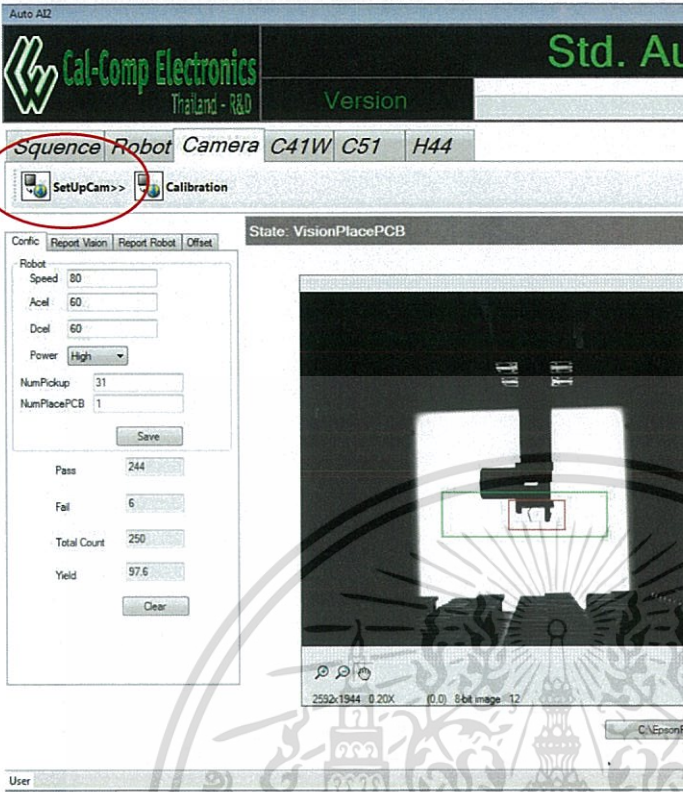 Auto AI2
Cal-Comp Electronics
Thailand - R&D
Std. Au
Version
Squence Robot Camera C41W C51 H44
SetUpCam>> Calibration
State: VisionPlacePCB
Confic Report Vision Report Robot Offset
Robot
Speed 80
Acel 60
Dcel 60
Power High
NumPickup 31
NumPlacePCB 1
Save
Pass 244
Fail 6
Total Count 250
Yield 97.6
Clear
2592x1944 0.20X (0,0) 8-bit image 12
C:\EpsonR
User